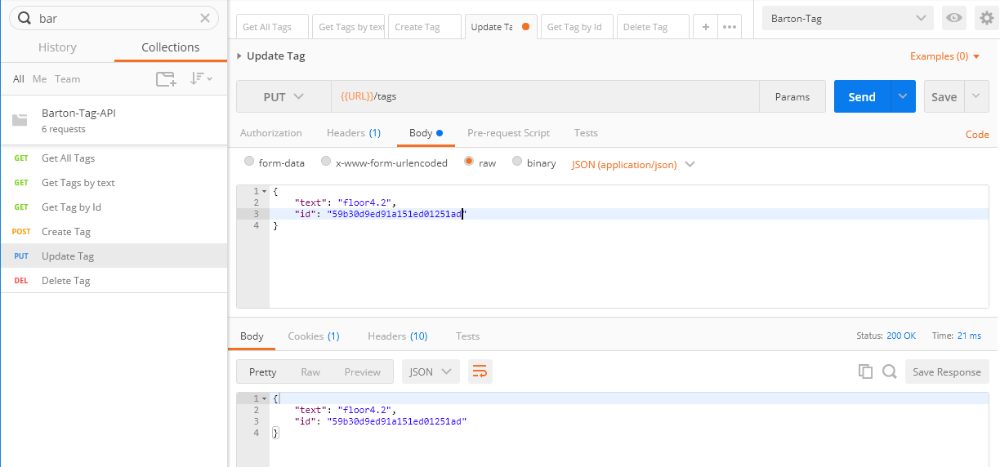 bar
History Collections
All Me Team
Barton-Tag-API
6 requests
GET Get All Tags
GET Get Tags by text
GET Get Tag by Id
POST Create Tag
PUT Update Tag
DEL Delete Tag
Get All Tags Get Tags by text Create Tag Update Ta Get Tag by Id Delete Tag + ••• Barton-Tag
Update Tag Examples (0)
PUT {{URL}}/tags Params Send Save
Authorization Headers (1) Body Pre-request Script Tests Code
form-data x-www-form-urlencoded raw binary JSON (application/json)
1 {
2 "text": "floor4.2",
3 "id": "59b30d9ed91a151ed01251ad"
4 }
Body Cookies (1) Headers (10) Tests Status: 200 OK Time: 21 ms
Pretty Raw Preview JSON Save Response
1 {
2 "text": "floor4.2",
3 "id": "59b30d9ed91a151ed01251ad"
4 }